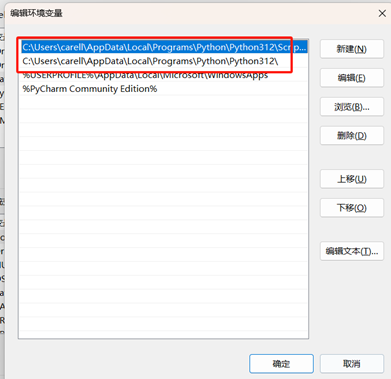 编辑环境变量
C:\Users\carell\AppData\Local\Programs\Python\Python312\Scrip...
C:\Users\carell\AppData\Local\Programs\Python\Python312\
%USERPROFILE%\AppData\Local\Microsoft\WindowsApps
%PyCharm Community Edition%
新建(N)
编辑(E)
浏览(B)...
删除(D)
上移(U)
下移(O)
编辑文本(T)...
确定
取消